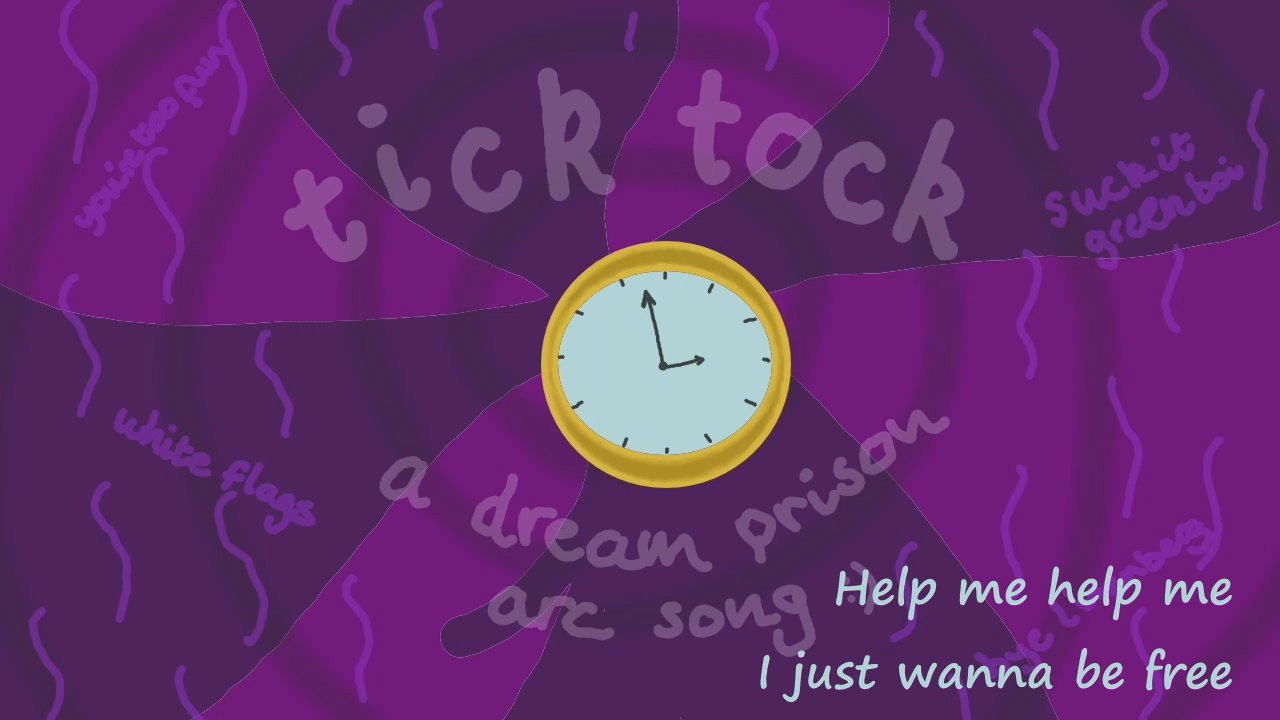 you're too fun
tick tock
suck it
green boi
white flags
a dream prison
arc song :)
Help me help me
I just wanna be free